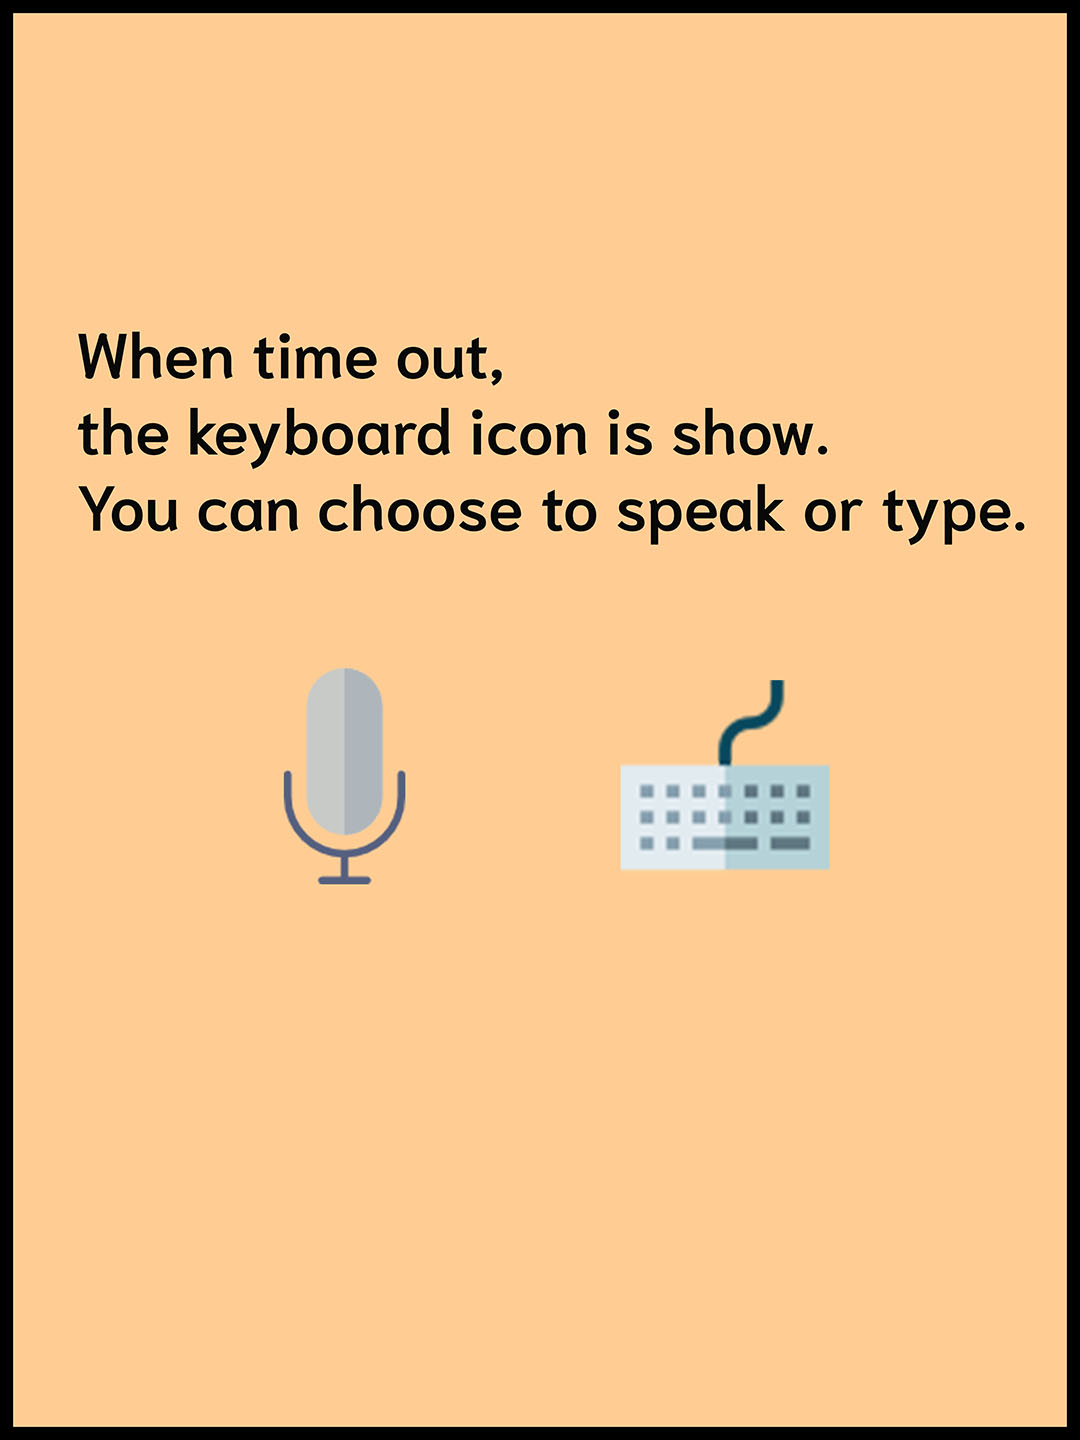 When time out,
the keyboard icon is show.
You can choose to speak or type.